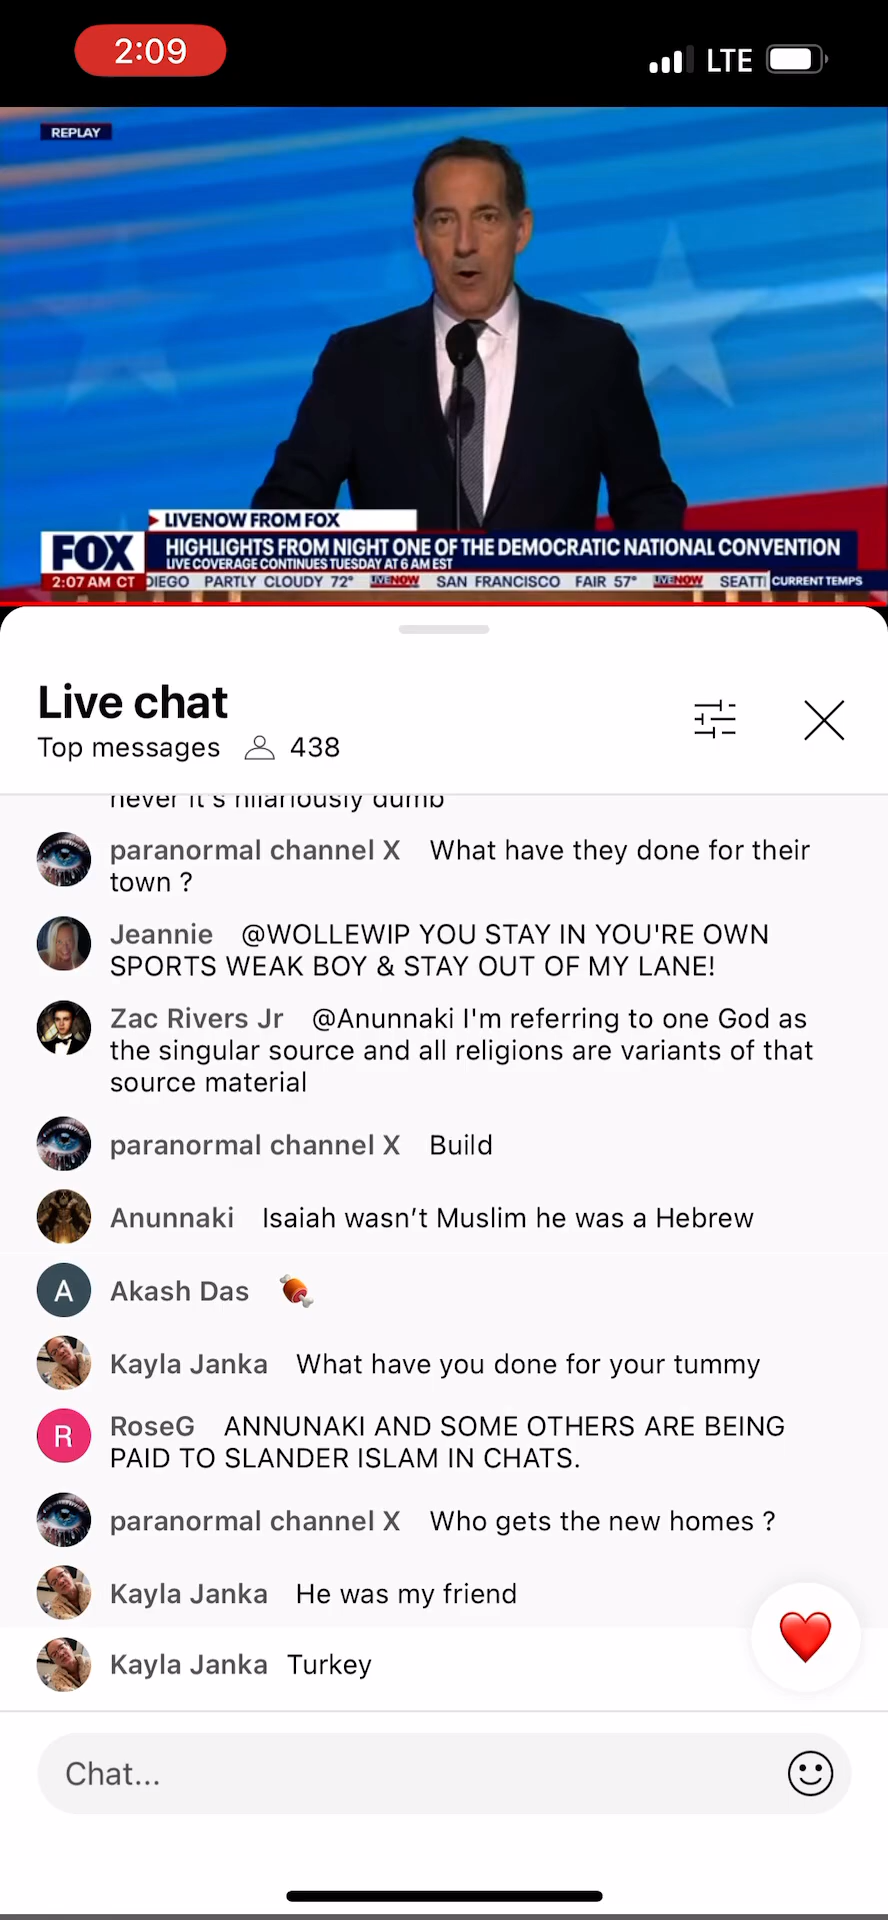 2:09
LTE
REPLAY
LIVENOW FROM FOX
FOX
HIGHLIGHTS FROM NIGHT ONE OF THE DEMOCRATIC NATIONAL CONVENTION
LIVE COVERAGE CONTINUES TUESDAY AT 6 AM EST
2:07 AM CT DIEGO PARTLY CLOUDY 72° LIVENOW SAN FRANCISCO FAIR 57° LIVENOW SEATT CURRENT TEMPS
Live chat
Top messages 438
never it's hilariously dumb
paranormal channel X What have they done for their
town ?
Jeannie @WOLLEWIP YOU STAY IN YOU'RE OWN
SPORTS WEAK BOY & STAY OUT OF MY LANE!
Zac Rivers Jr @Anunnaki I'm referring to one God as
the singular source and all religions are variants of that
source material
paranormal channel X Build
Anunnaki Isaiah wasn’t Muslim he was a Hebrew
A Akash Das 🍖
Kayla Janka What have you done for your tummy
R RoseG ANNUNAKI AND SOME OTHERS ARE BEING
PAID TO SLANDER ISLAM IN CHATS.
paranormal channel X Who gets the new homes ?
Kayla Janka He was my friend
Kayla Janka Turkey
Chat...